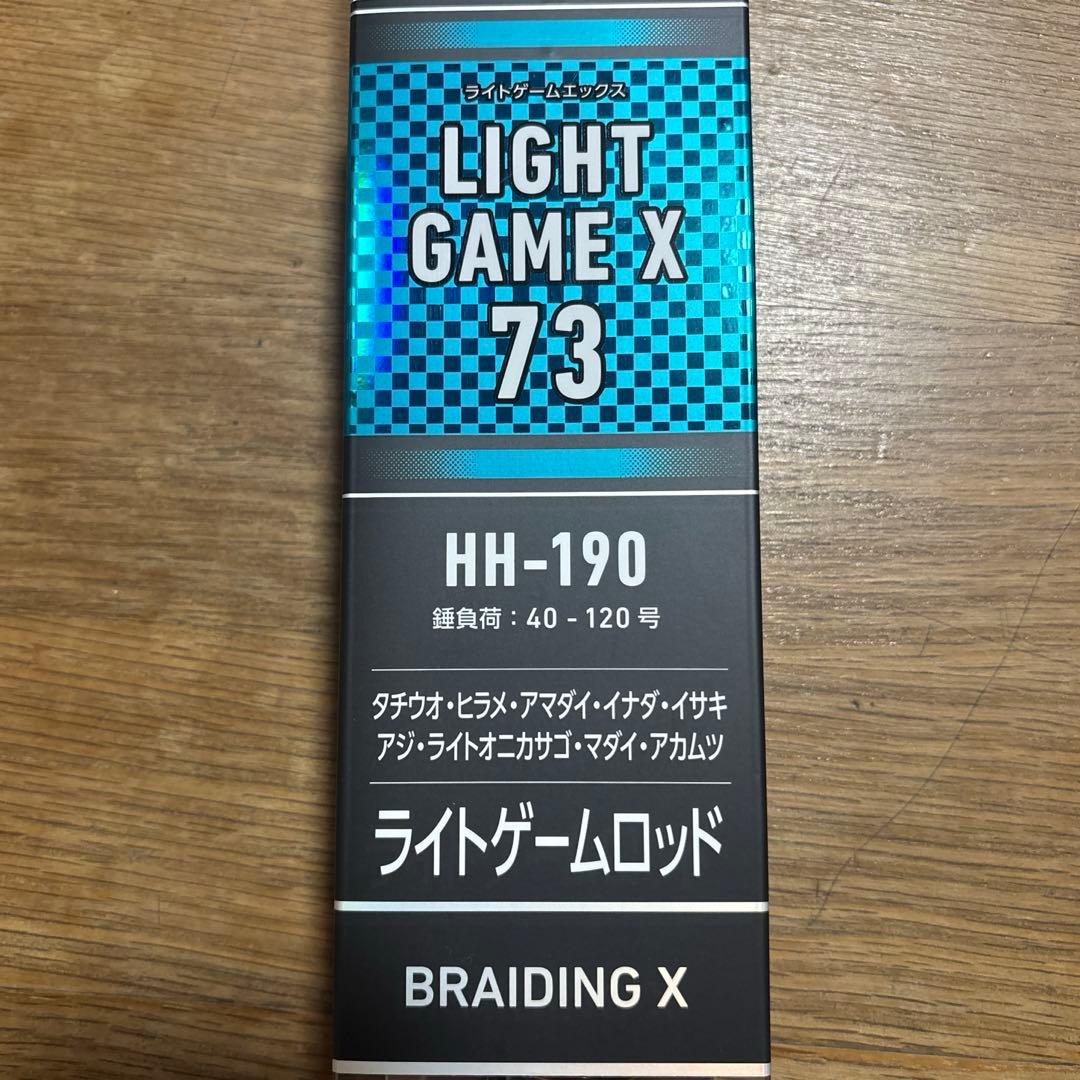 ライトゲームエックス
LIGHT
GAME X
73
HH-190
錘負荷：40 - 120 号
タチウオ・ヒラメ・アマダイ・イナダ・イサキ
アジ・ライトオニカサゴ・マダイ・アカムツ
ライトゲームロッド
BRAIDING X